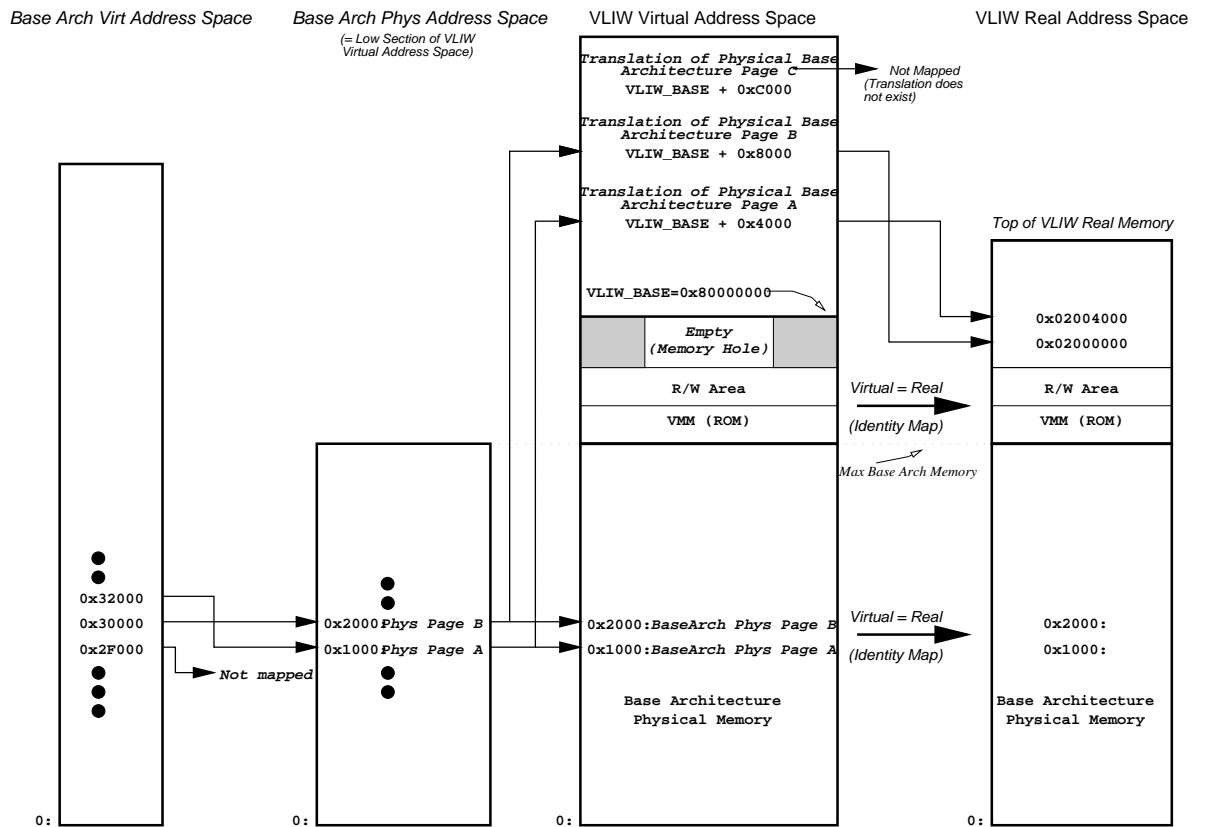 Base Arch Virt Address Space
Base Arch Phys Address Space
(= Low Section of VLIW
Virtual Address Space)
VLIW Virtual Address Space
VLIW Real Address Space
Translation of Physical Base
Architecture Page C
VLIW_BASE + 0xC000
Not Mapped
(Translation does
not exist)
Translation of Physical Base
Architecture Page B
VLIW_BASE + 0x8000
Translation of Physical Base
Architecture Page A
VLIW_BASE + 0x4000
Top of VLIW Real Memory
VLIW_BASE=0x80000000
Empty
(Memory Hole)
0x02004000
0x02000000
R/W Area
Virtual = Real
R/W Area
VMM (ROM)
(Identity Map)
VMM (ROM)
Max Base Arch Memory
0x32000
0x30000
0x2F000
Not mapped
0x2000:
Phys Page B
0x1000:
Phys Page A
0x2000:BaseArch Phys Page B
0x1000:BaseArch Phys Page A
Virtual = Real
(Identity Map)
0x2000:
0x1000:
Base Architecture
Physical Memory
Base Architecture
Physical Memory
0:
0:
0:
0: